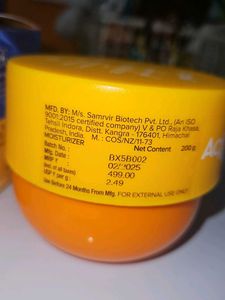 MFD. BY: M/s. Samrvir Biotech Pvt. Ltd., (An ISO
9001:2015 certified company) V & PO Raja Khasa,
Tehsil Indora, Distt. Kangra - 176401, Himachal
Pradesh, India. M.: COS/NZ/11-73
MOISTURIZER Net Content 200 g
Batch No. : BX5B002
Mfg. Date : 02/2025
MRP ₹ : 499.00
(Incl. of all taxes)
USP ₹ per g : 2.49
Use Before 24 Months From Mfg. FOR EXTERNAL USE